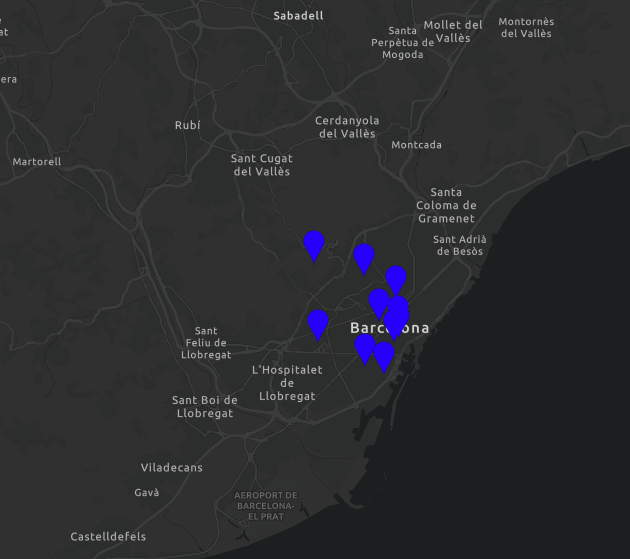 Sabadell
Santa
Perpètua de
Mogoda
Mollet del
Vallès
Montornès
del Vallès
at
era
Rubí
Cerdanyola
del Vallès
Montcada
Martorell
Sant Cugat
del Vallès
Santa
Coloma de
Gramenet
Sant Adrià
de Besòs
Sant
Feliu de
Llobregat
Barcelona
L'Hospitalet
de
Llobregat
Sant Boi de
Llobregat
Viladecans
Gavà
AEROPORT DE
BARCELONA-
EL PRAT
Castelldefels